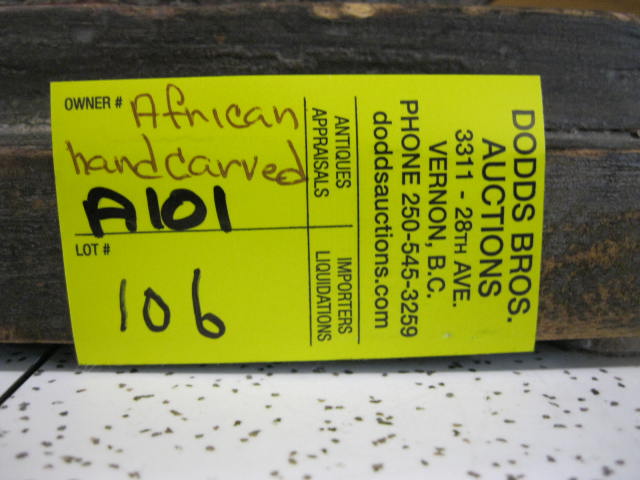 OWNER # African
hand carved
A101
LOT #
106
ANTIQUES
APPRAISALS
IMPORTERS
LIQUIDATIONS
DODDS BROS.
AUCTIONS
3311 - 28TH AVE.
VERNON, B.C.
PHONE 250-545-3259
doddsauctions.com